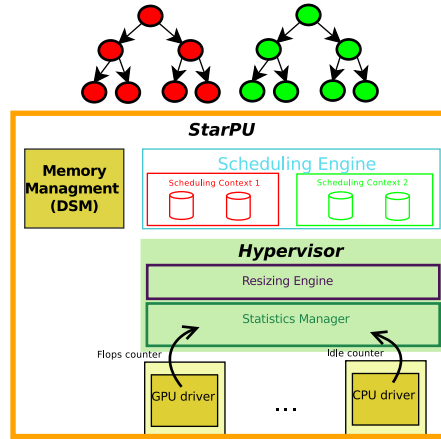 StarPU
Memory
Managment
(DSM)
Scheduling Engine
Scheduling Context 1
Scheduling Context 2
Hypervisor
Resizing Engine
Statistics Manager
Flops counter
Idle counter
GPU driver
...
CPU driver